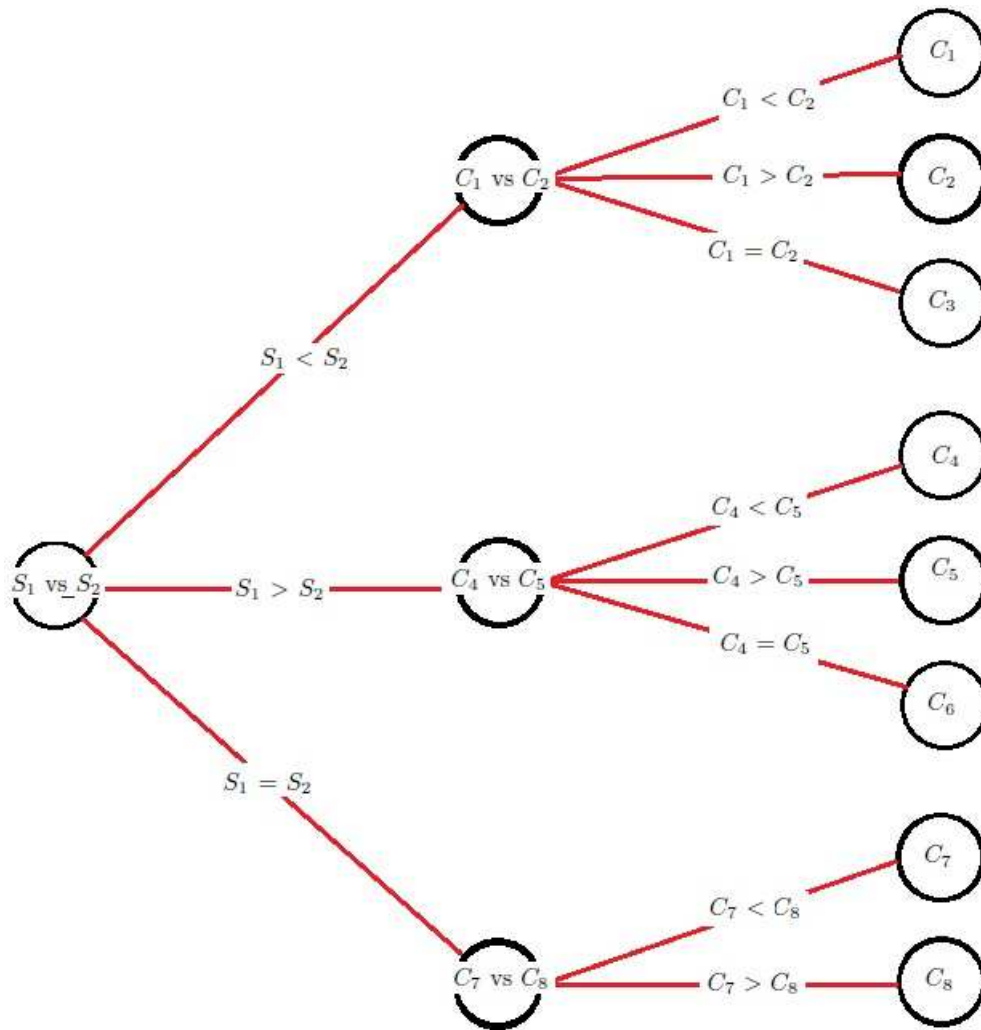 C₁
C₁ < C₂
C₁ vs C₂
C₁ > C₂
C₂
C₁ = C₂
C₃
S₁ < S₂
C₄
C₄ < C₅
S₁ vs_S₂
S₁ > S₂
C₄ vs C₅
C₄ > C₅
C₅
C₄ = C₅
C₆
S₁ = S₂
C₇
C₇ < C₈
C₇ vs C₈
C₇ > C₈
C₈